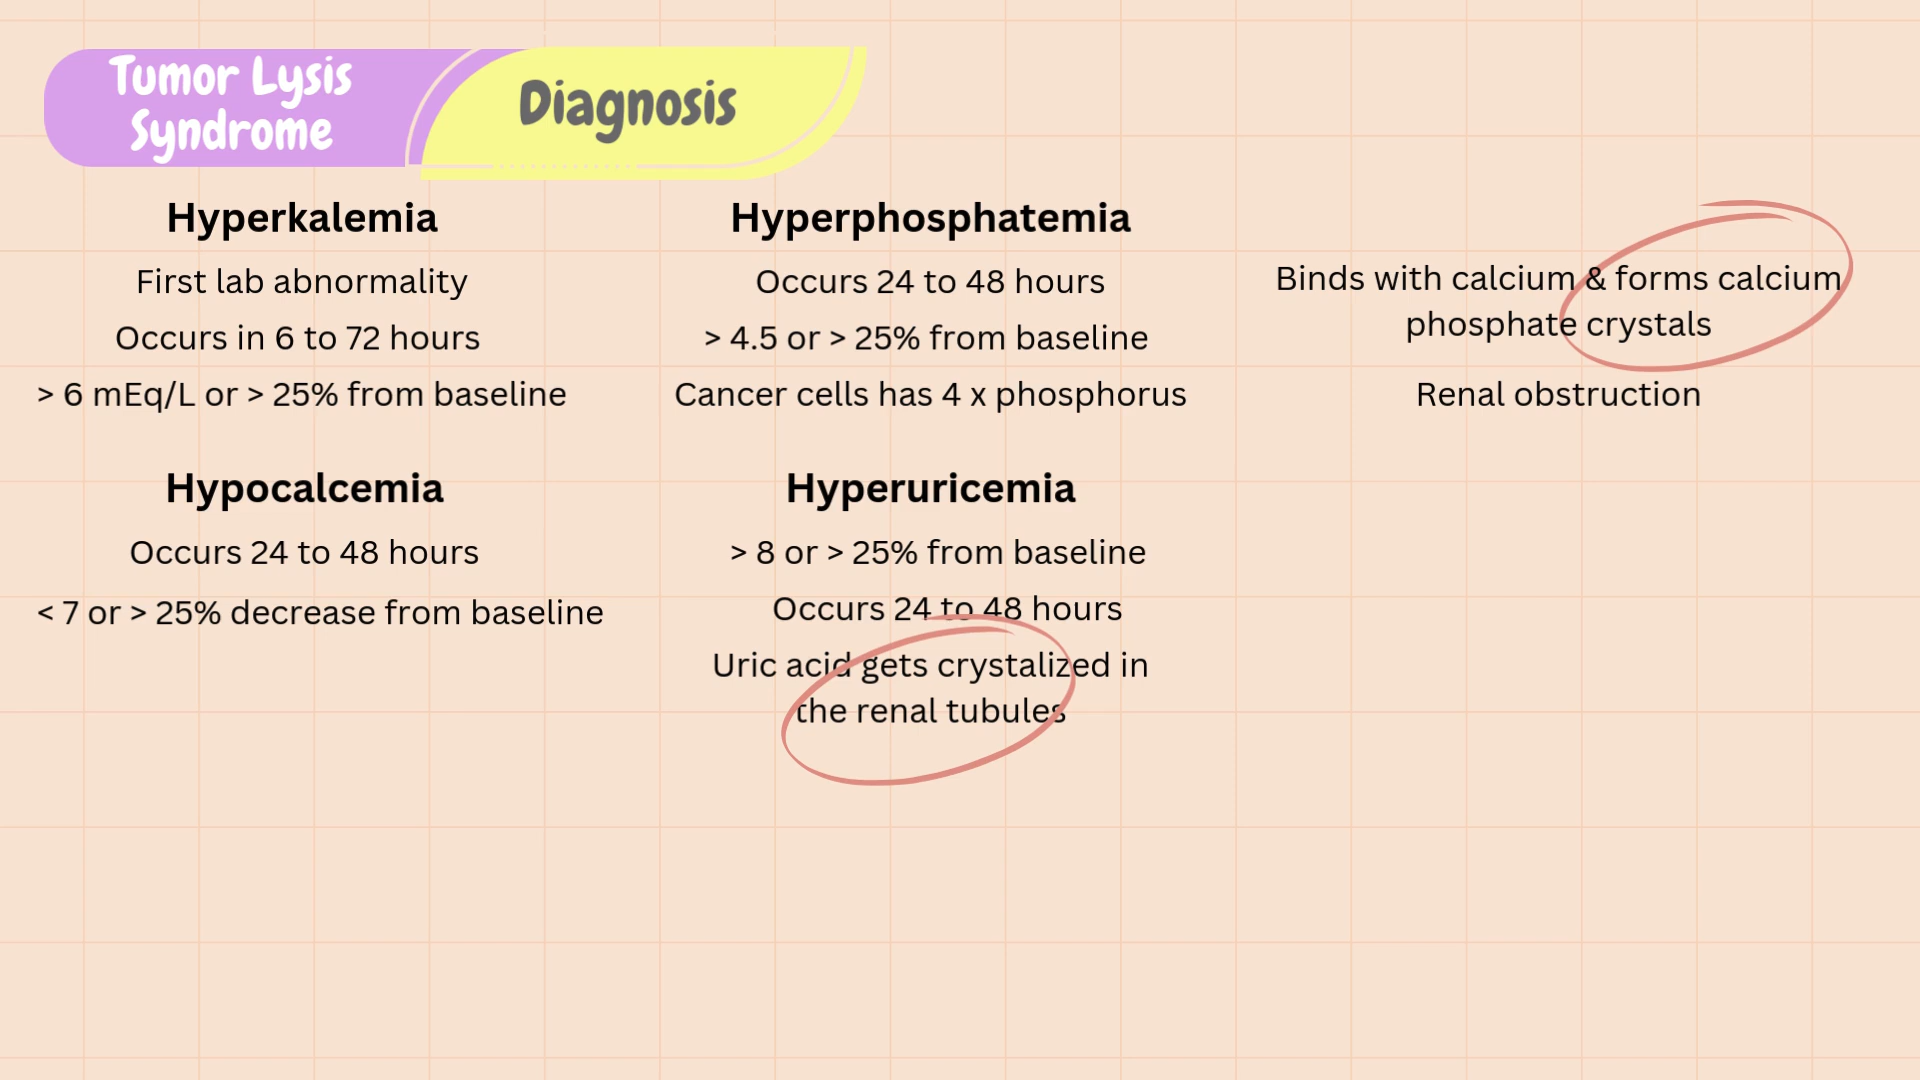 Tumor Lysis
Syndrome
Diagnosis
Hyperkalemia
First lab abnormality
Occurs in 6 to 72 hours
> 6 mEq/L or > 25% from baseline
Hyperphosphatemia
Occurs 24 to 48 hours
> 4.5 or > 25% from baseline
Cancer cells has 4 x phosphorus
Binds with calcium & forms calcium
phosphate crystals
Renal obstruction
Hypocalcemia
Occurs 24 to 48 hours
< 7 or > 25% decrease from baseline
Hyperuricemia
> 8 or > 25% from baseline
Occurs 24 to 48 hours
Uric acid gets crystalized in
the renal tubules